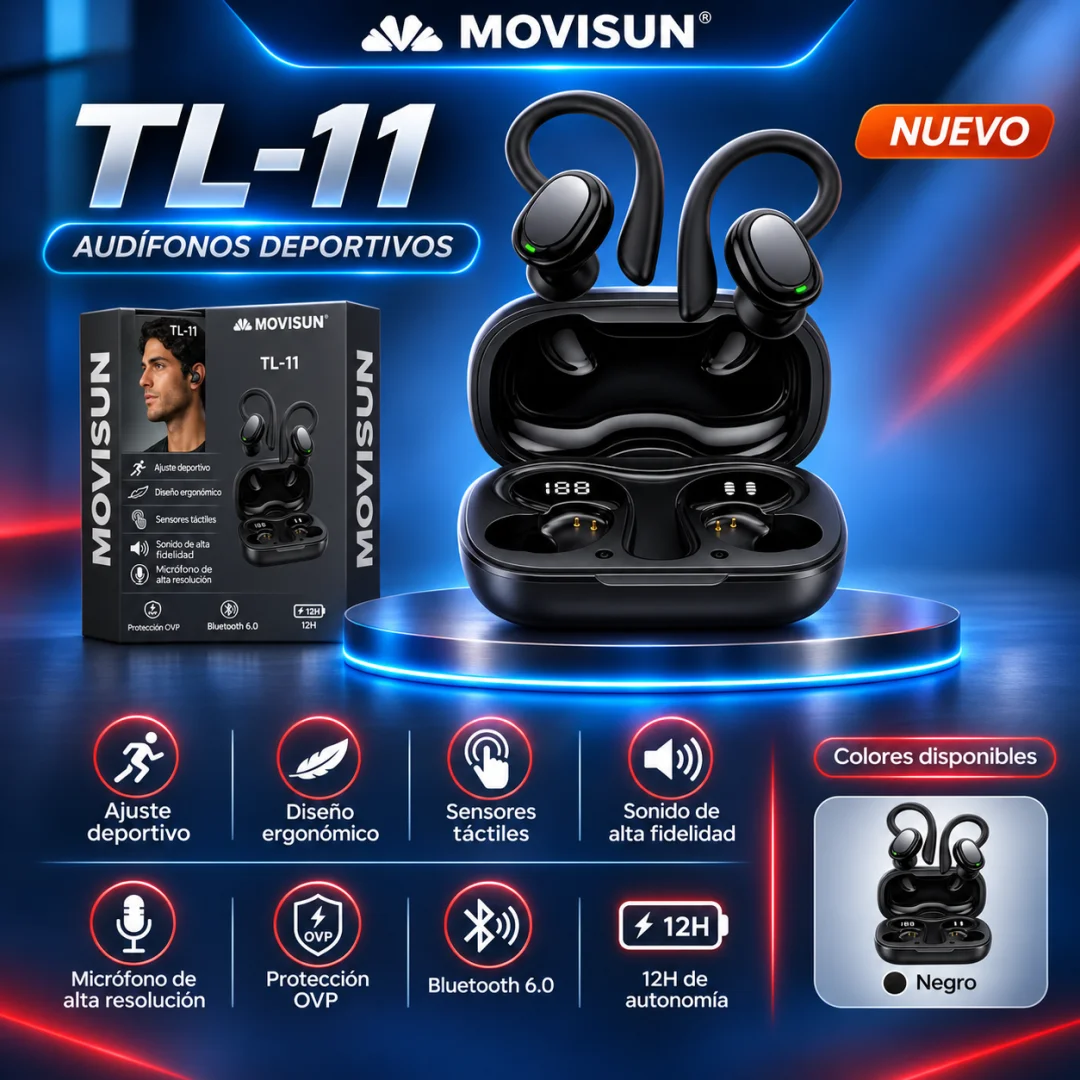 MOVISUN®
TL-11
NUEVO
AUDÍFONOS DEPORTIVOS
TL-11
MOVISUN®
TL-11
MOVISUN
MOVISUN
Ajuste deportivo
Diseño ergonómico
Sensores táctiles
Sonido de alta
fidelidad
Micrófono de
alta resolución
OVP
12H
Protección OVP
Bluetooth 6.0
12H
188
Ajuste
deportivo
Diseño
ergonómico
Sensores
táctiles
Sonido de
alta fidelidad
Micrófono de
alta resolución
OVP
Protección
OVP
Bluetooth 6.0
12H
12H de
autonomía
Colores disponibles
188
Negro